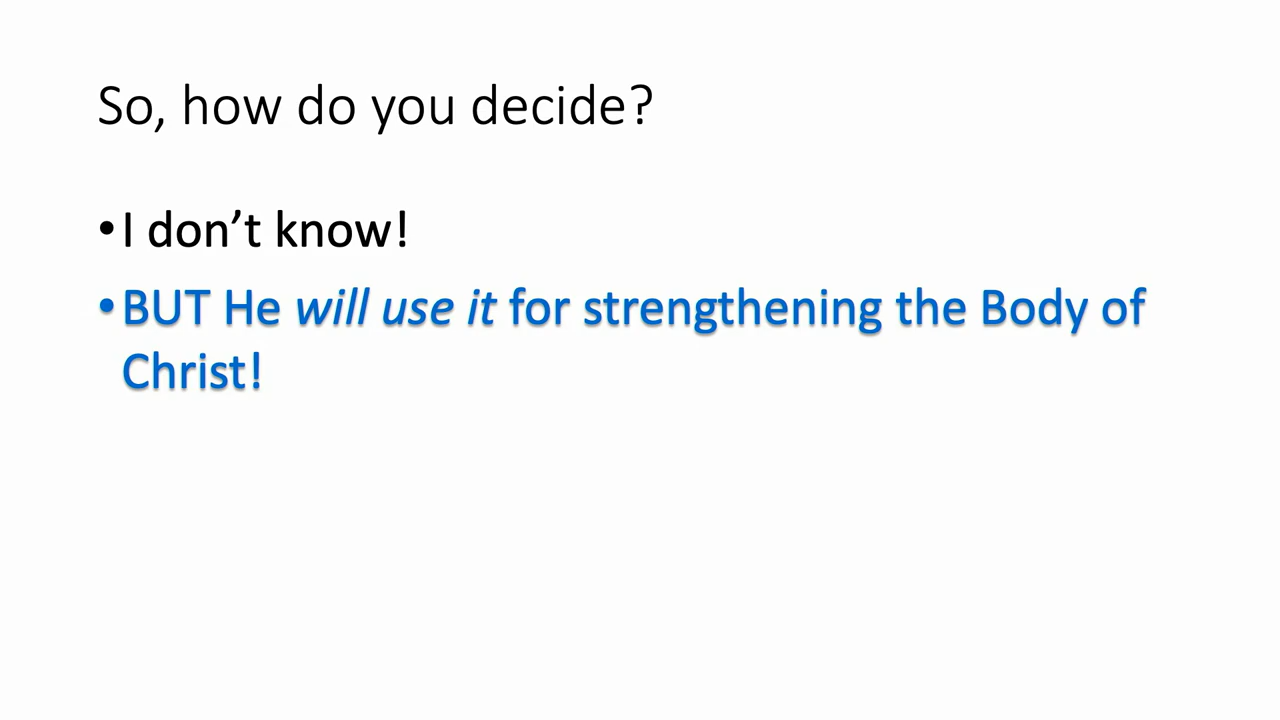 So, how do you decide?
•I don’t know!
•BUT He will use it for strengthening the Body of
Christ!